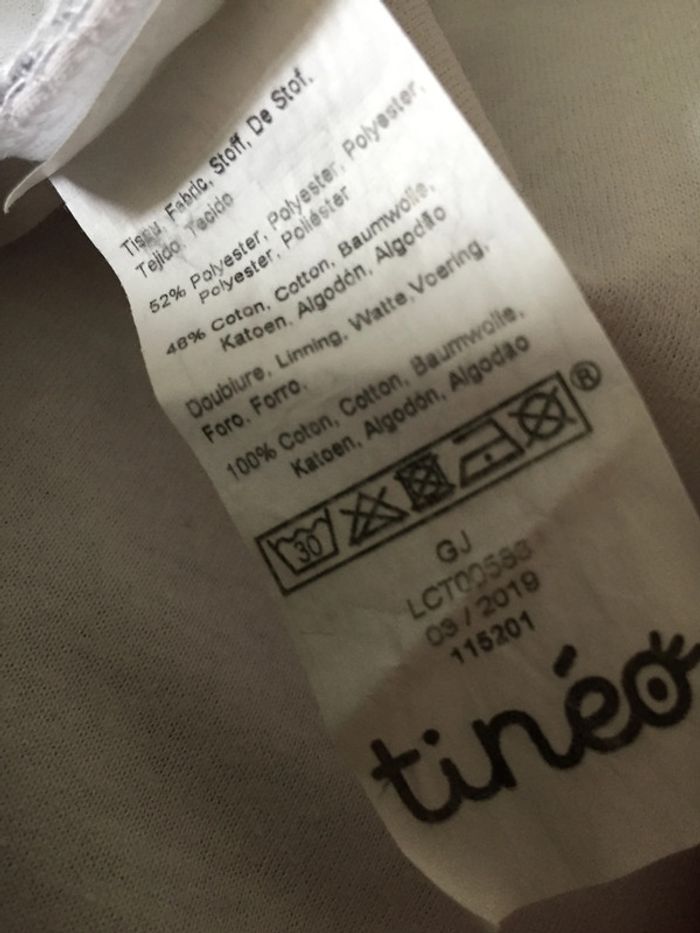 Tissu, Fabric, Stoff, De Stof,
Tejido, Tecido
52% Polyester, Polyester, Polyester,
Polyester, Poliéster
48% Coton, Cotton, Baumwolle,
Katoen, Algodón, Algodão
Doublure, Linning, Watte, Voering,
Foro, Forro.
100% Coton, Cotton, Baumwolle,
Katoen, Algodón, Algodão
®
30
GJ
LCT00583
03 / 2019
115201
tinéo